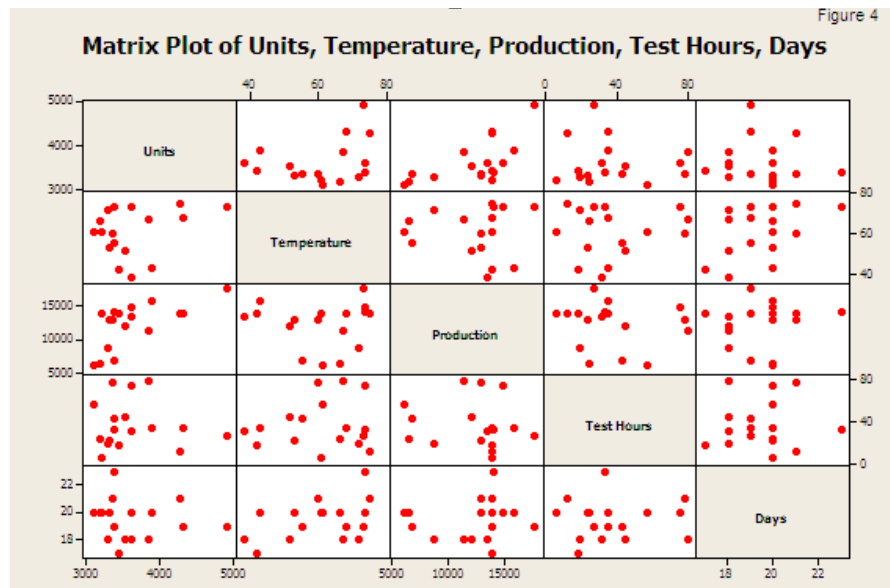 Figure 4
Matrix Plot of Units, Temperature, Production, Test Hours, Days
40 60 0 40 80
5000
4000
3000
Units
80
60
40
Temperature
15000
10000
5000
Production
80
40
0
Test Hours
22
20
18
Days
3000 4000 5000 5000 10000 15000 18 20 22